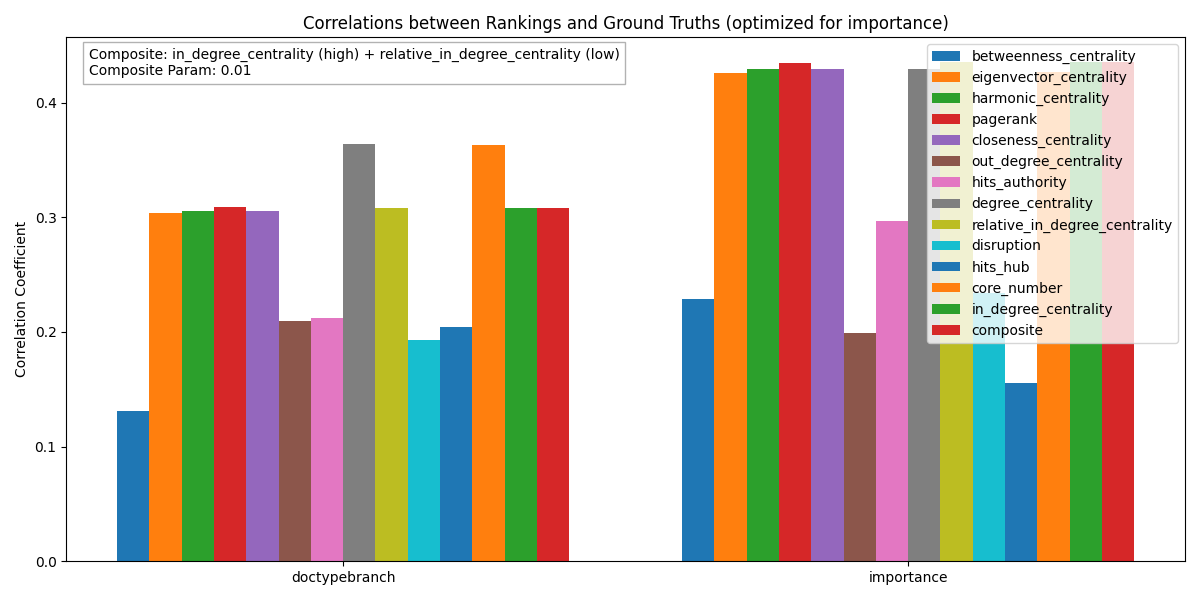 Correlations between Rankings and Ground Truths (optimized for importance)
Composite: in_degree_centrality (high) + relative_in_degree_centrality (low)
Composite Param: 0.01
betweenness_centrality
eigenvector_centrality
harmonic_centrality
pagerank
closeness_centrality
out_degree_centrality
hits_authority
degree_centrality
relative_in_degree_centrality
disruption
hits_hub
core_number
in_degree_centrality
composite
Correlation Coefficient
0.4
0.3
0.2
0.1
0.0
doctypebranch
importance